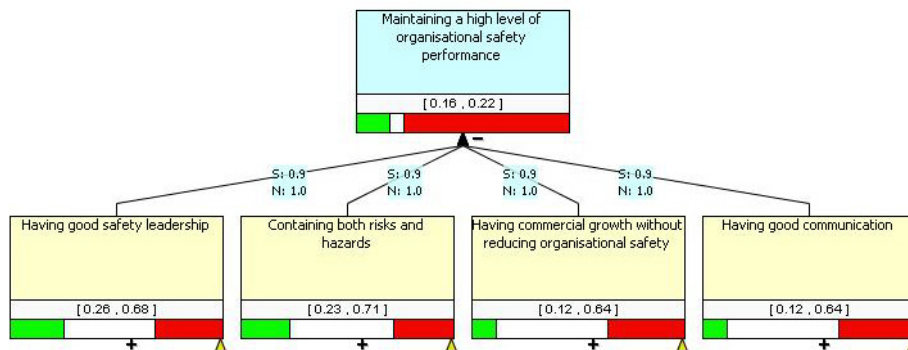 Maintaining a high level of
organisational safety
performance
[ 0.16 , 0.22 ]
−
S: 0.9
N: 1.0
S: 0.9
N: 1.0
S: 0.9
N: 1.0
S: 0.9
N: 1.0
Having good safety leadership
[ 0.26 , 0.68 ]
+
Containing both risks and
hazards
[ 0.23 , 0.71 ]
+
Having commercial growth without
reducing organisational safety
[ 0.12 , 0.64 ]
+
Having good communication
[ 0.12 , 0.64 ]
+